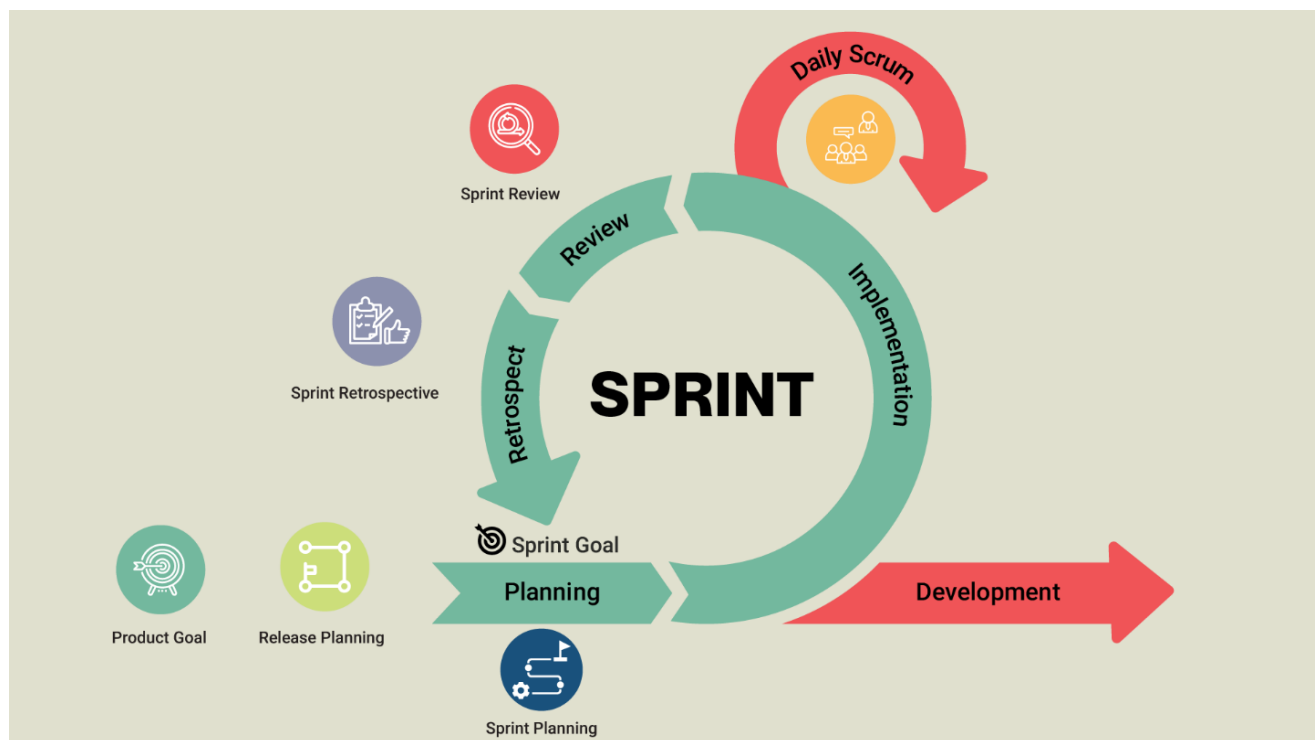 Daily Scrum
Sprint Review
Review
Implementation
Sprint Retrospective
Retrospect
SPRINT
Sprint Goal
Product Goal
Release Planning
Planning
Development
Sprint Planning